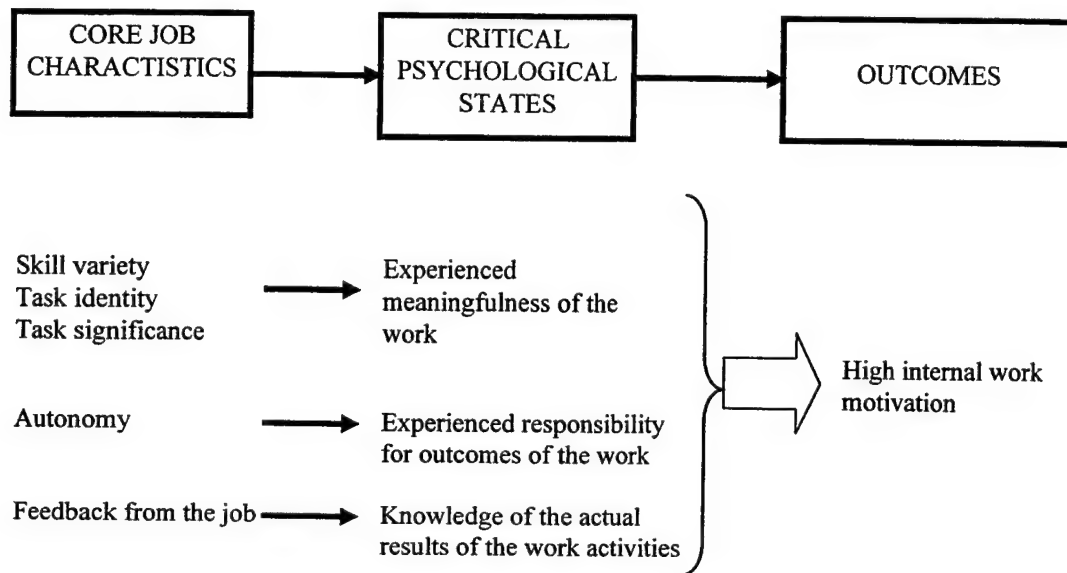 CORE JOB
CHARACTISTICS
CRITICAL
PSYCHOLOGICAL
STATES
OUTCOMES
Skill variety
Task identity
Task significance
Experienced
meaningfulness of the
work
Autonomy
Experienced responsibility
for outcomes of the work
Feedback from the job
Knowledge of the actual
results of the work activities
High internal work
motivation